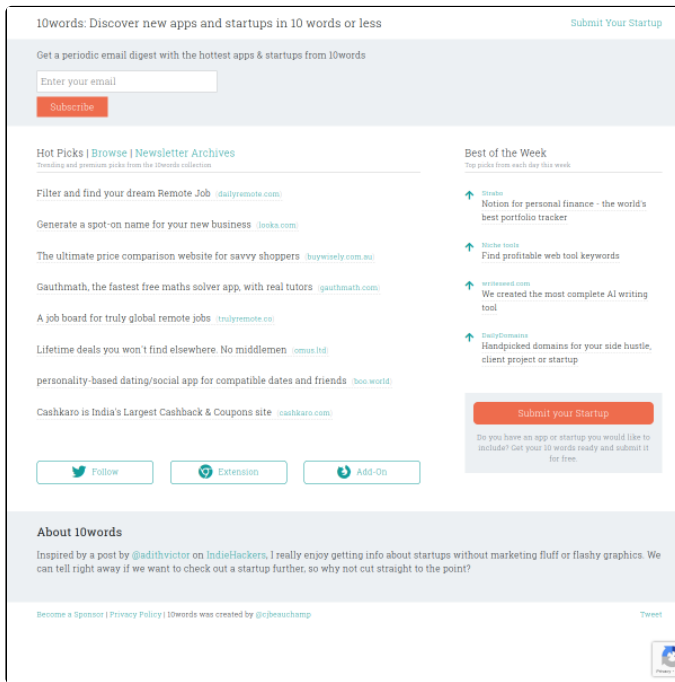 10words: Discover new apps and startups in 10 words or less
Submit Your Startup
Get a periodic email digest with the hottest apps & startups from 10words
Enter your email
Subscribe
Hot Picks | Browse | Newsletter Archives
Trending and premium picks from the 10words collection
Filter and find your dream Remote Job (dailyremote.com)
Generate a spot-on name for your new business (looka.com)
The ultimate price comparison website for savvy shoppers (buywisely.com.au)
Gauthmath, the fastest free maths solver app, with real tutors (gauthmath.com)
A job board for truly global remote jobs (trulyremote.co)
Lifetime deals you won't find elsewhere. No middlemen (omus.ltd)
personality-based dating/social app for compatible dates and friends (boo.world)
Cashkaro is India's Largest Cashback & Coupons site (cashkaro.com)
Follow
Extension
Add-On
Best of the Week
Top picks from each day this week
Strabo
Notion for personal finance - the world's
best portfolio tracker
Niche tools
Find profitable web tool keywords
writeseed.com
We created the most complete AI writing
tool
DailyDomains
Handpicked domains for your side hustle,
client project or startup
Submit your Startup
Do you have an app or startup you would like to
include? Get your 10 words ready and submit it
for free.
About 10words
Inspired by a post by @adithvictor on IndieHackers, I really enjoy getting info about startups without marketing fluff or flashy graphics. We
can tell right away if we want to check out a startup further, so why not cut straight to the point?
Become a Sponsor | Privacy Policy | 10words was created by @cjbeauchamp
Tweet